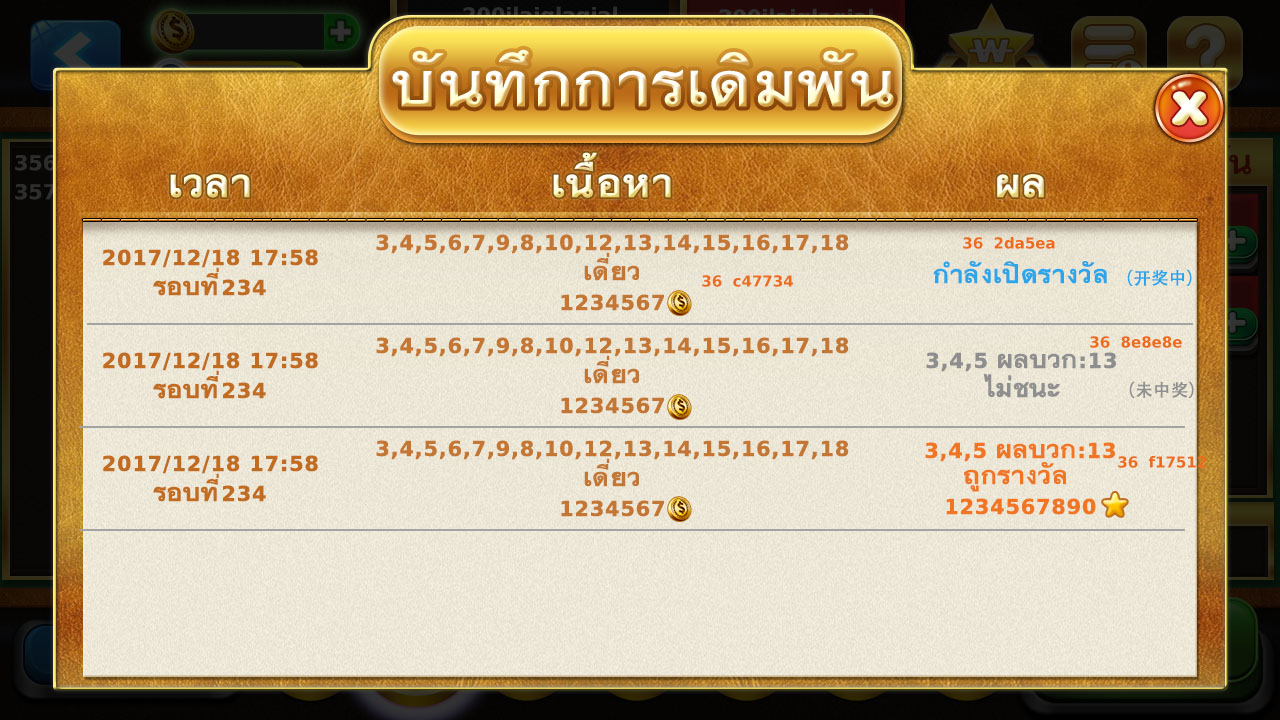 บันทึกการเดิมพัน
เวลา เนื้อหา ผล
2017/12/18 17:58
รอบที่234
3,4,5,6,7,9,8,10,12,13,14,15,16,17,18
เดี่ยว
36 c47734
1234567
36 2da5ea
กำลังเปิดรางวัล (开奖中)
2017/12/18 17:58
รอบที่234
3,4,5,6,7,9,8,10,12,13,14,15,16,17,18
เดี่ยว
1234567
36 8e8e8e
3,4,5 ผลบวก:13
ไม่ชนะ (未中奖)
2017/12/18 17:58
รอบที่234
3,4,5,6,7,9,8,10,12,13,14,15,16,17,18
เดี่ยว
1234567
3,4,5 ผลบวก:13
36 f17512
ถูกรางวัล
1234567890
356
357